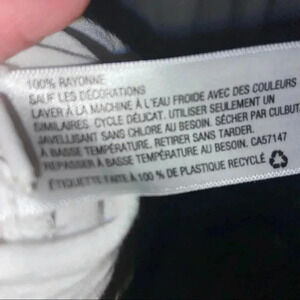 100% RAYONNE
SAUF LES DÉCORATIONS
LAVER À LA MACHINE À L'EAU FROIDE AVEC DES COULEURS
SIMILAIRES. CYCLE DÉLICAT. UTILISER SEULEMENT UN
JAVELLISANT SANS CHLORE AU BESOIN. SÉCHER PAR CULBUT
À BASSE TEMPÉRATURE. RETIRER SANS TARDER.
REPASSER À BASSE TEMPÉRATURE AU BESOIN. CA57147
ÉTIQUETTE FAITE À 100 % DE PLASTIQUE RECYCLÉ